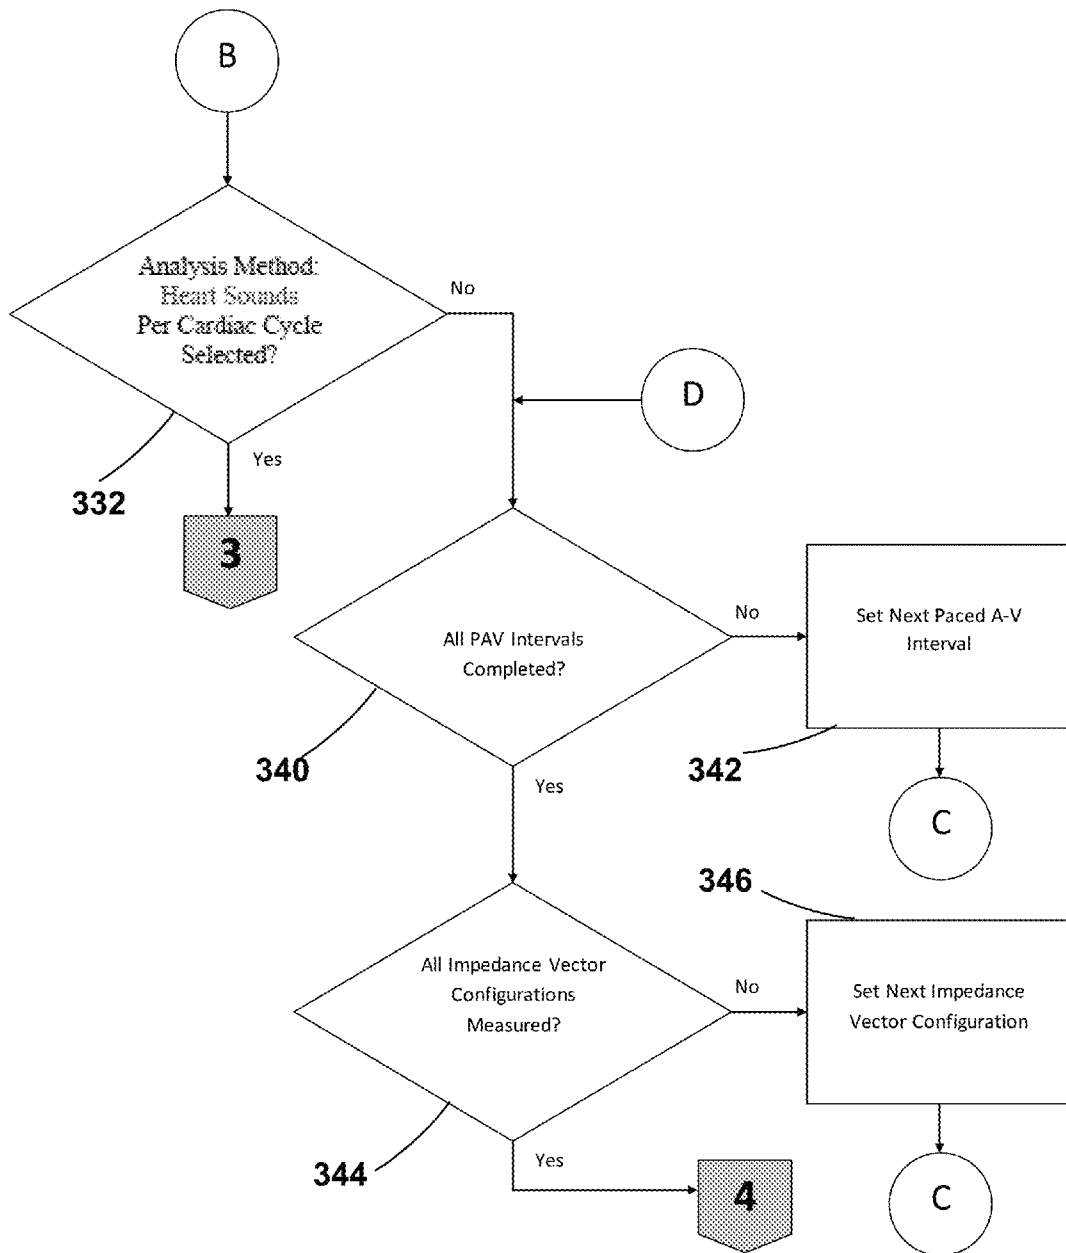 B
Analysis Method:
Heart Sounds
Per Cardiac Cycle
Selected?
No
D
Yes
332
3
All PAV Intervals
Completed?
No
Set Next Paced A-V
Interval
340
342
Yes
C
346
All Impedance Vector
Configurations
Measured?
No
Set Next Impedance
Vector Configuration
344
Yes
4
C